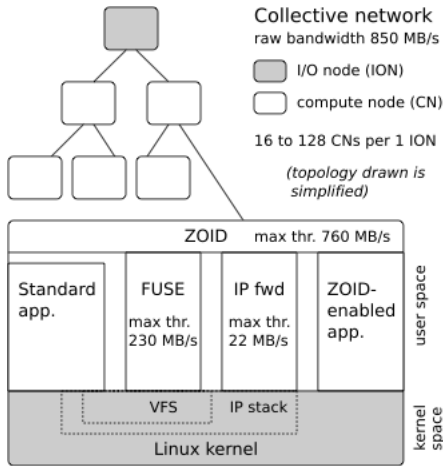 Collective network
raw bandwidth 850 MB/s
I/O node (ION)
compute node (CN)
16 to 128 CNs per 1 ION
(topology drawn is
simplified)
ZOID max thr. 760 MB/s
Standard
app.
FUSE
max thr.
230 MB/s
IP fwd
max thr.
22 MB/s
ZOID-
enabled
app.
user space
VFS
IP stack
Linux kernel
kernel
space